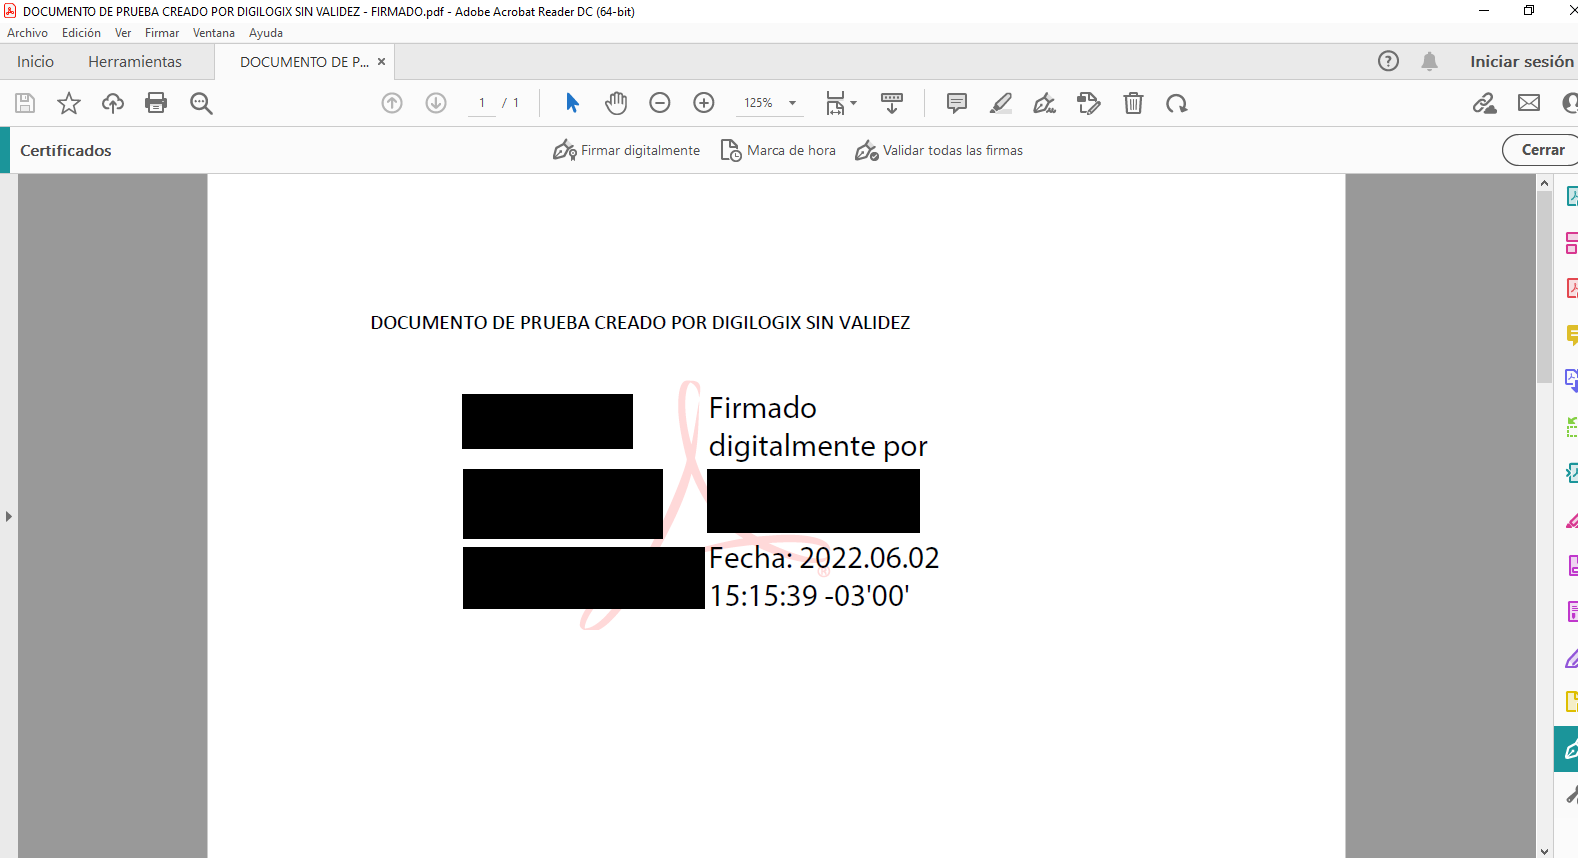 DOCUMENTO DE PRUEBA CREADO POR DIGILOGIX SIN VALIDEZ - FIRMADO.pdf - Adobe Acrobat Reader DC (64-bit)
Archivo Edición Ver Firmar Ventana Ayuda
Inicio Herramientas DOCUMENTO DE P... Iniciar sesión
1 / 1 125%
Certificados Firmar digitalmente Marca de hora Validar todas las firmas Cerrar
DOCUMENTO DE PRUEBA CREADO POR DIGILOGIX SIN VALIDEZ
Firmado
digitalmente por
Fecha: 2022.06.02
15:15:39 -03'00'